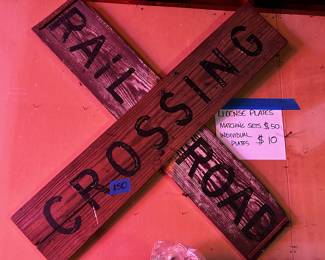 RAIL
CROSSING
ROAD
150
LICENSE PLATES
MATCHING SETS $50
INDIVIDUAL
PLATES $10